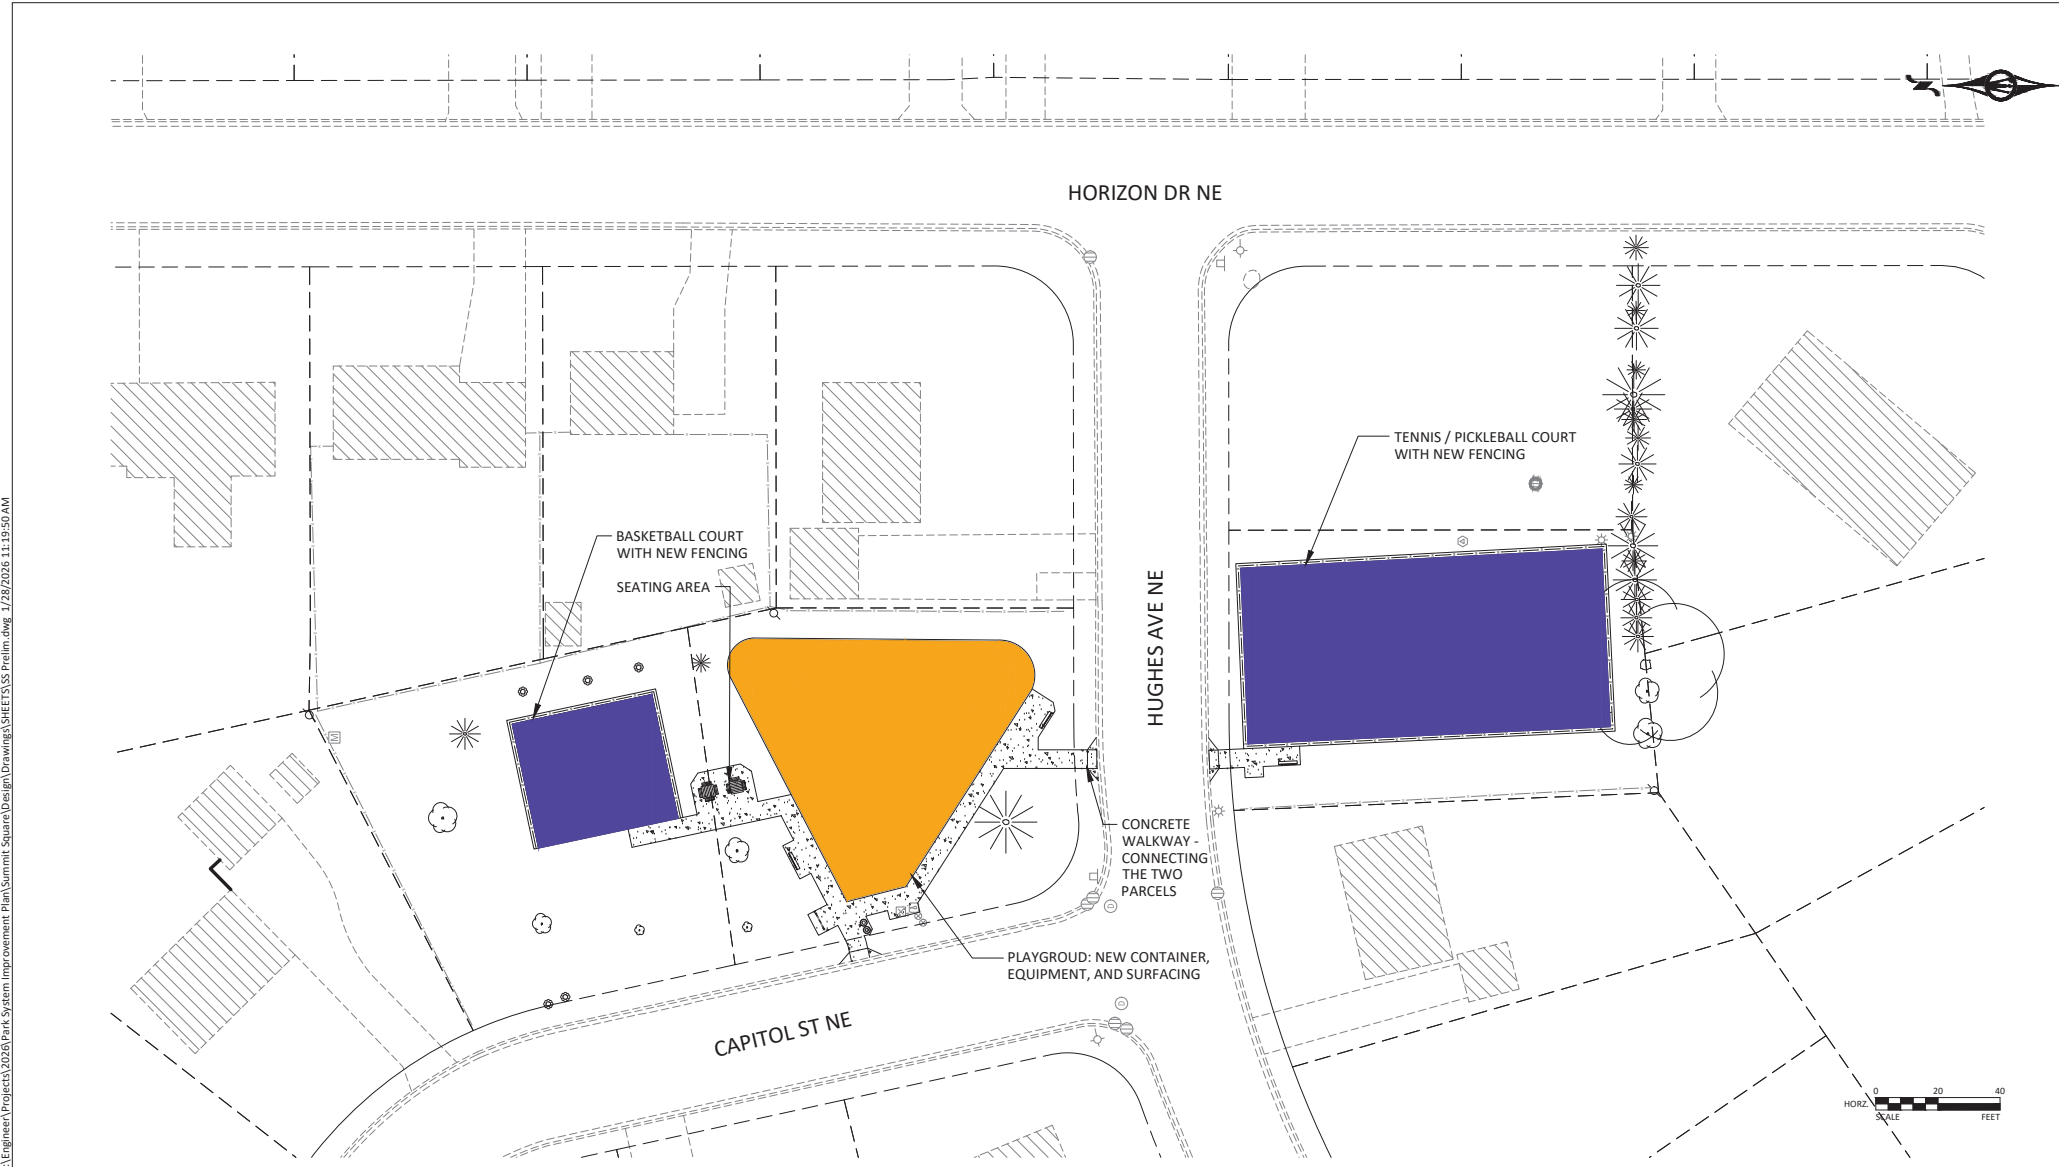 HORIZON DR NE
TENNIS / PICKLEBALL COURT
WITH NEW FENCING
BASKETBALL COURT
WITH NEW FENCING
SEATING AREA
HUGHES AVE NE
CONCRETE
WALKWAY -
CONNECTING
THE TWO
PARCELS
PLAYGROUD: NEW CONTAINER,
EQUIPMENT, AND SURFACING
CAPITOL ST NE
0 20 40
HORZ.
SCALE FEET
N
M
D
D
:\Engineer\Projects\2026\Park System Improvement Plan\Summit Square\Design\Drawings\SHEETS\SS Prelim.dwg 1/28/2026 11:19:50 AM